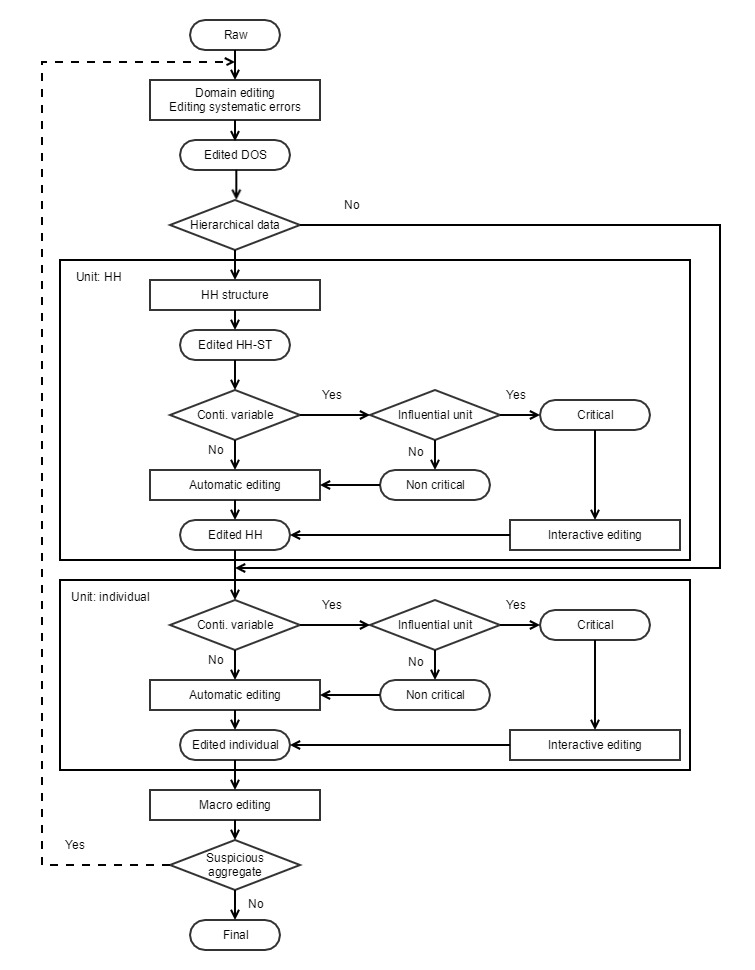 Raw
Domain editing
Editing systematic errors
Edited DOS
No
Hierarchical data
Unit: HH
HH structure
Edited HH-ST
Yes
Yes
Conti. variable
Influential unit
Critical
No
No
Automatic editing
Non critical
Edited HH
Interactive editing
Unit: individual
Yes
Yes
Conti. variable
Influential unit
Critical
No
No
Automatic editing
Non critical
Edited individual
Interactive editing
Macro editing
Yes
Suspicious
aggregate
No
Final